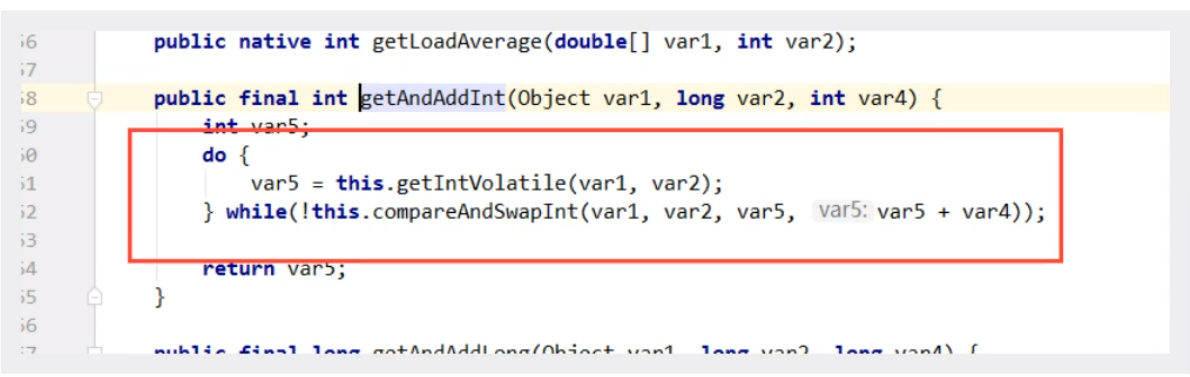 56 public native int getLoadAverage(double[] var1, int var2);
57
58 public final int getAndAddInt(Object var1, long var2, int var4) {
59 int var5;
60 do {
61 var5 = this.getIntVolatile(var1, var2);
62 } while(!this.compareAndSwapInt(var1, var2, var5, var5: var5 + var4));
63
64 return var5;
65 }
66
67 public final long getAndAddLong(Object var1, long var2, long var4) {